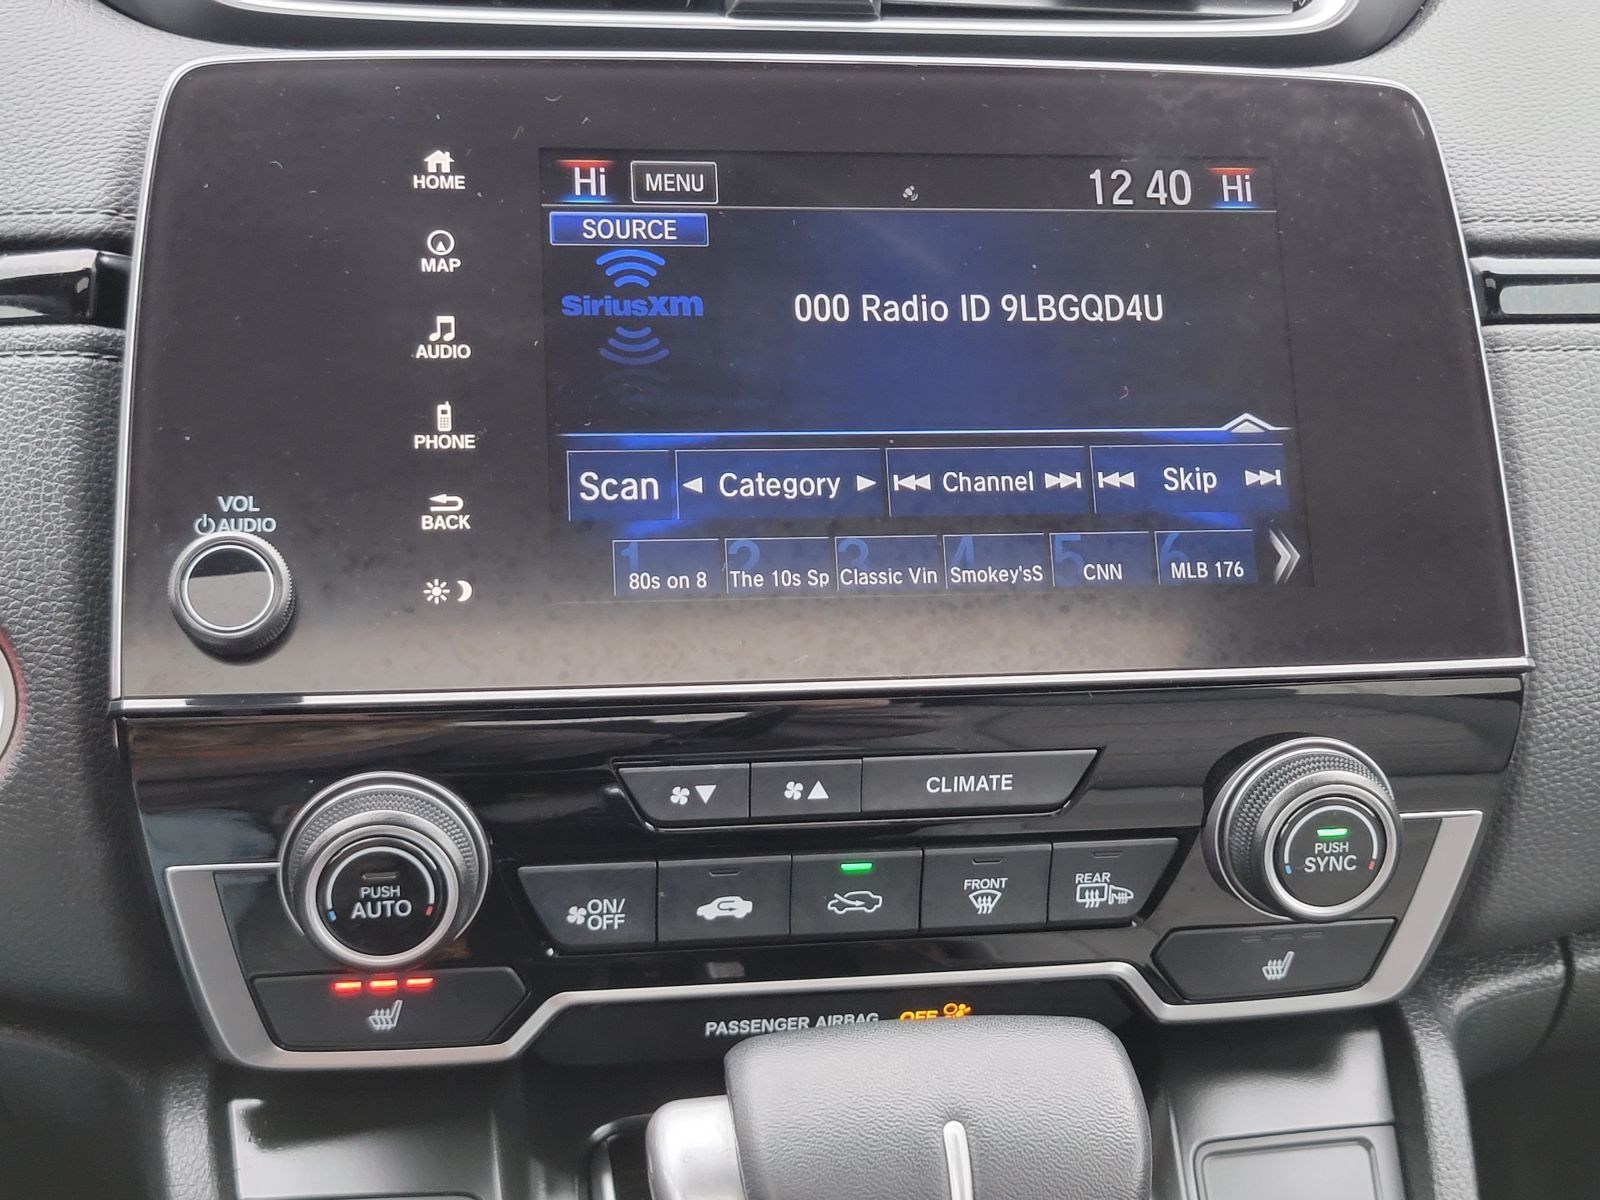 HOME
MAP
AUDIO
PHONE
BACK
VOL
AUDIO
Hi MENU 12 40 Hi
SOURCE
SiriusXM
000 Radio ID 9LBGQD4U
Scan Category Channel Skip
1 2 3 4 5 6
80s on 8 The 10s Sp Classic Vin Smokey'sS CNN MLB 176
CLIMATE
PUSH
AUTO
ON/
OFF
FRONT
REAR
PUSH
SYNC
PASSENGER AIRBAG OFF